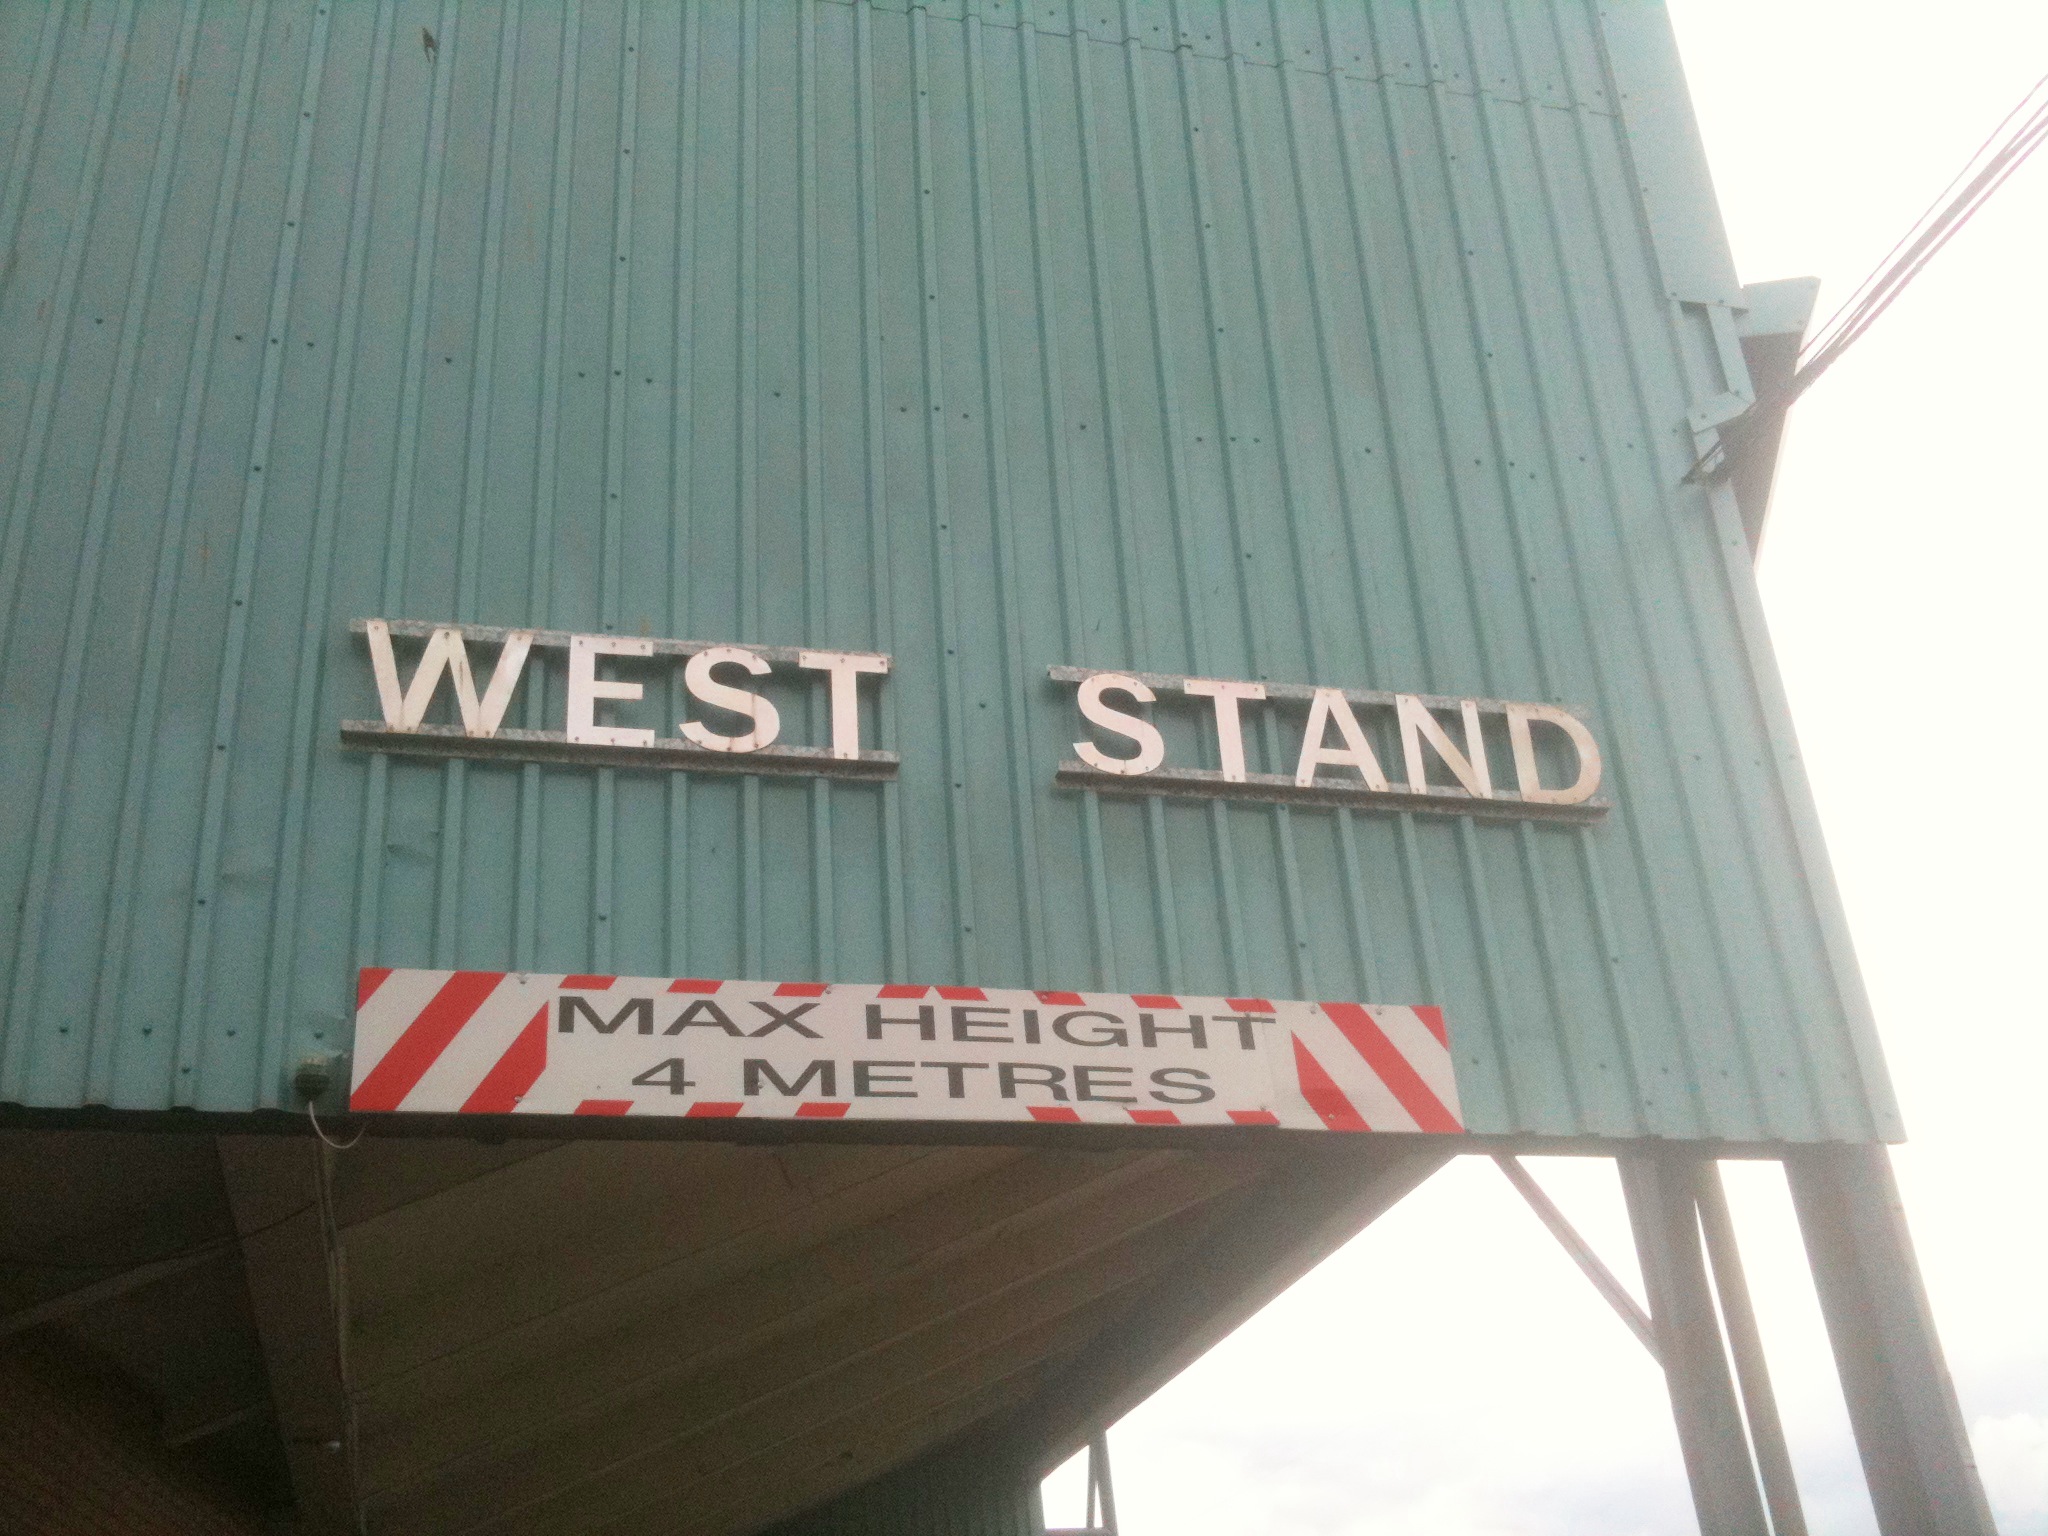 WEST STAND
MAX HEIGHT
4 METRES